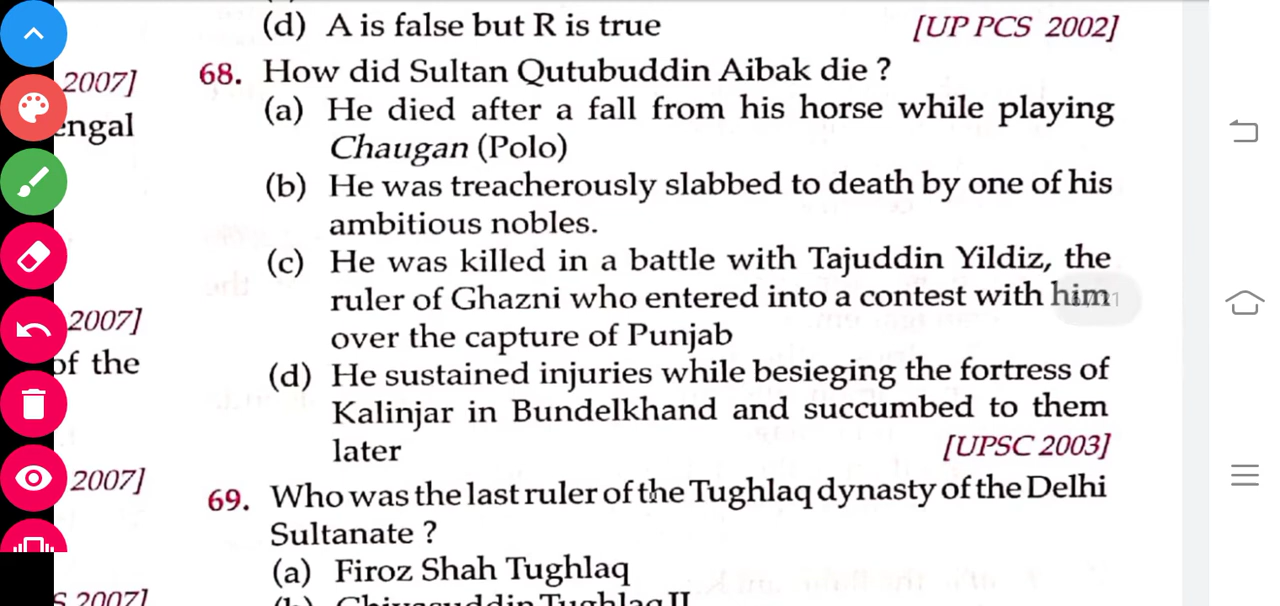 (d) A is false but R is true [UP PCS 2002]
2007]
68. How did Sultan Qutubuddin Aibak die ?
(a) He died after a fall from his horse while playing
engal
Chaugan (Polo)
(b) He was treacherously slabbed to death by one of his
ambitious nobles.
(c) He was killed in a battle with Tajuddin Yildiz, the
ruler of Ghazni who entered into a contest with him
2007]
over the capture of Punjab
of the
(d) He sustained injuries while besieging the fortress of
Kalinjar in Bundelkhand and succumbed to them
later [UPSC 2003]
2007]
69. Who was the last ruler of the Tughlaq dynasty of the Delhi
Sultanate ?
(a) Firoz Shah Tughlaq
(b) Ghiyasuddin Tughlaq II
S 2007]